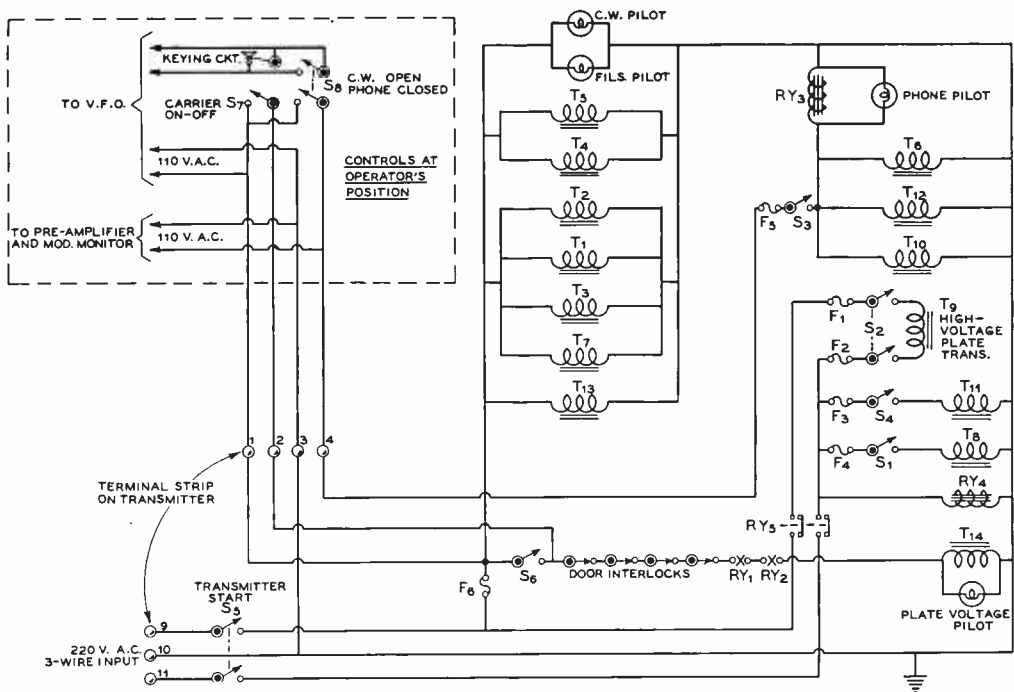 C.W. PILOT
FILS. PILOT
KEYING CKT.
S8
C.W. OPEN
PHONE CLOSED
TO V.F.O.
CARRIER
ON-OFF
S7
110 V.A.C.
CONTROLS AT
OPERATOR'S
POSITION
TO PRE-AMPLIFIER
AND MOD. MONITOR
110 V.A.C.
T5
T4
T2
T1
T3
T7
T13
RY3
PHONE PILOT
T6
T12
T10
F5
S3
F1
S2
F2
T9
HIGH-
VOLTAGE
PLATE
TRANS.
F3
S4
T11
F4
S1
T8
RY4
1
2
3
4
TERMINAL STRIP
ON TRANSMITTER
RY5
T14
S6
DOOR INTERLOCKS
RY1
RY2
F6
PLATE VOLTAGE
PILOT
TRANSMITTER
START
S5
9
220 V. A.C.
3-WIRE INPUT
10
11